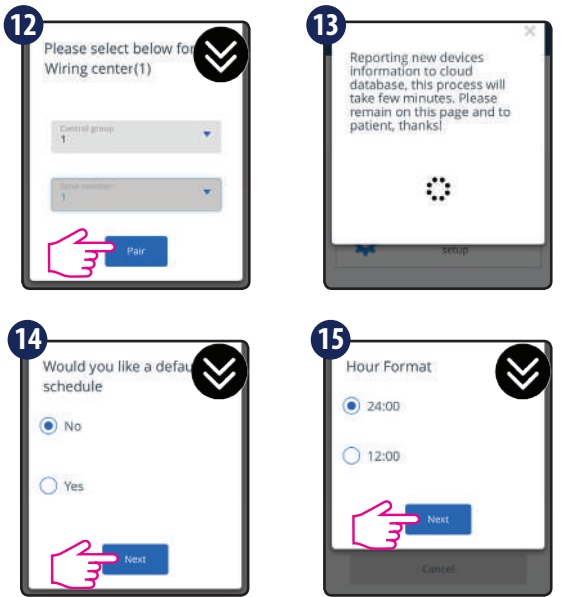 12
Please select below for
Wiring center(1)
Control group
1
Zone number
1
Pair
13
Reporting new devices
information to cloud
database, this process will
take few minutes. Please
remain on this page and to
patient, thanks!
setup
14
Would you like a defau
schedule
No
Yes
Next
15
Hour Format
24:00
12:00
Next
Cancel